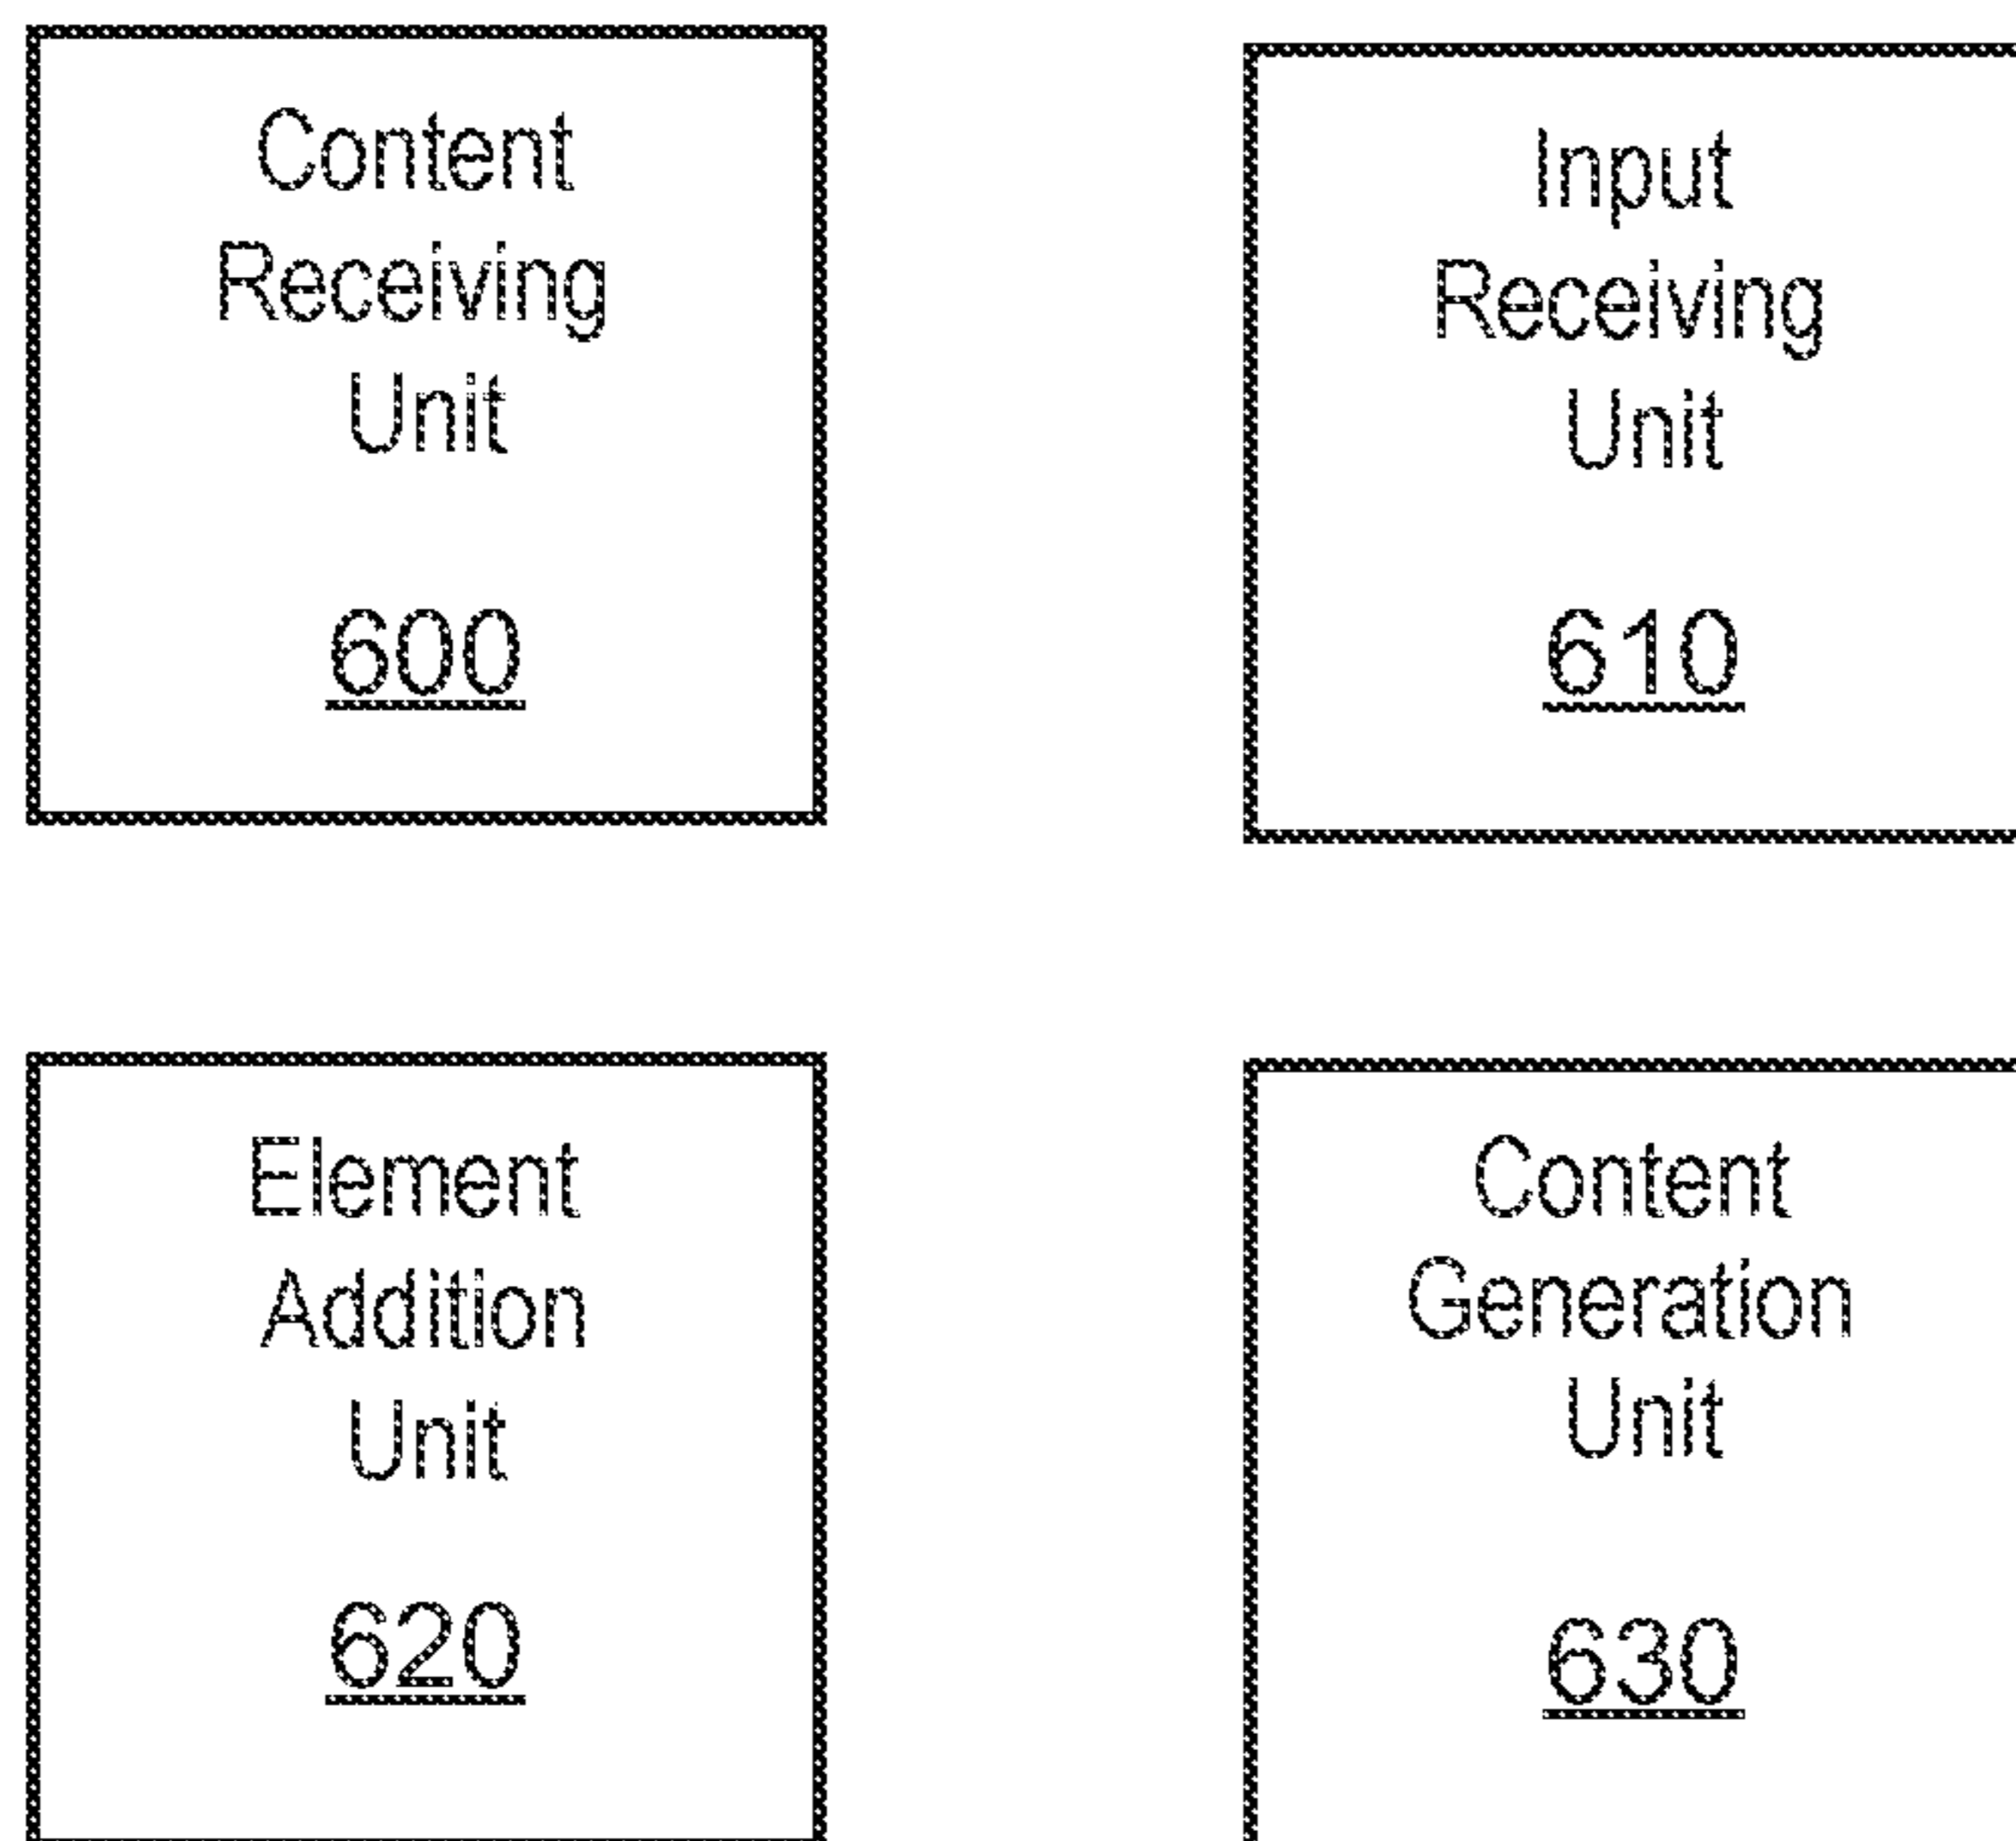 Content
Receiving
Unit
600
Input
Receiving
Unit
610
Element
Addition
Unit
620
Content
Generation
Unit
630